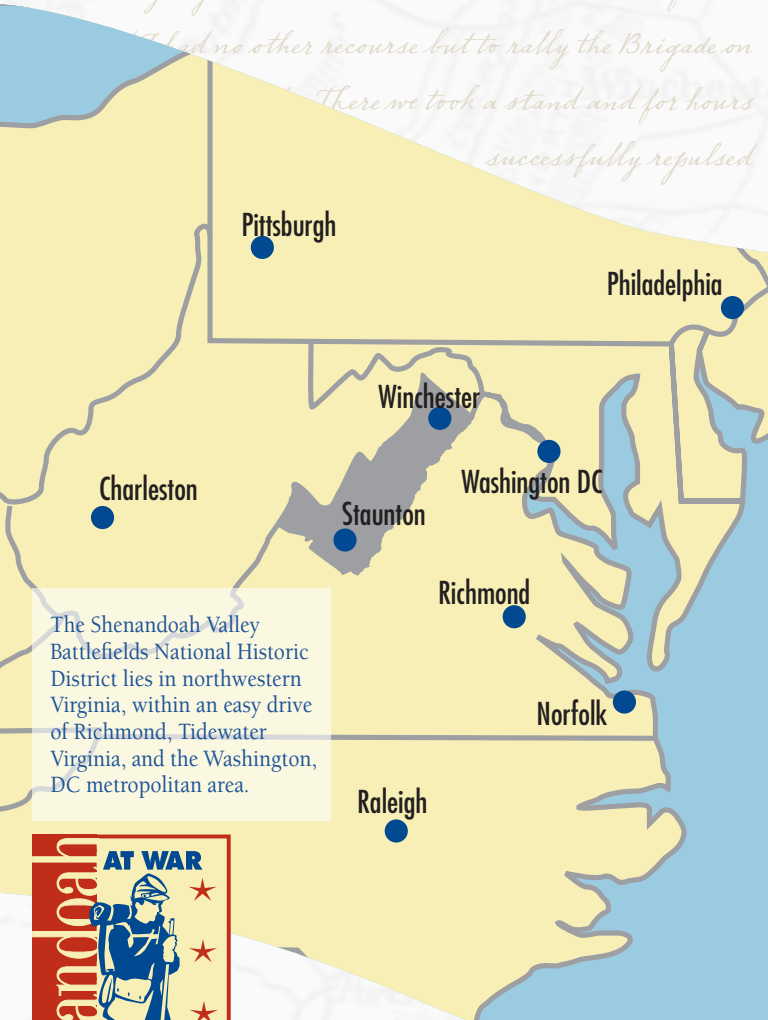 had no other recourse but to rally the Brigade on
There we took a stand and for hours
successfully repulsed
Pittsburgh
Philadelphia
Winchester
Washington DC
Charleston
Staunton
Richmond
Norfolk
The Shenandoah Valley
Battlefields National Historic
District lies in northwestern
Virginia, within an easy drive
of Richmond, Tidewater
Virginia, and the Washington,
DC metropolitan area.
Raleigh
AT WAR
andoah